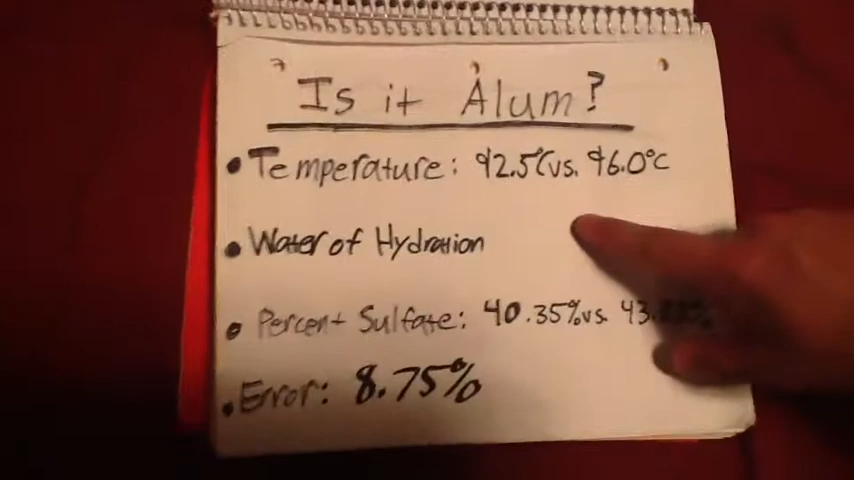 Is it Alum?
• Temperature: 92.5°C vs. 96.0°C
• Water of Hydration
• Percent Sulfate: 40.35% vs.
• Error: 8.75%